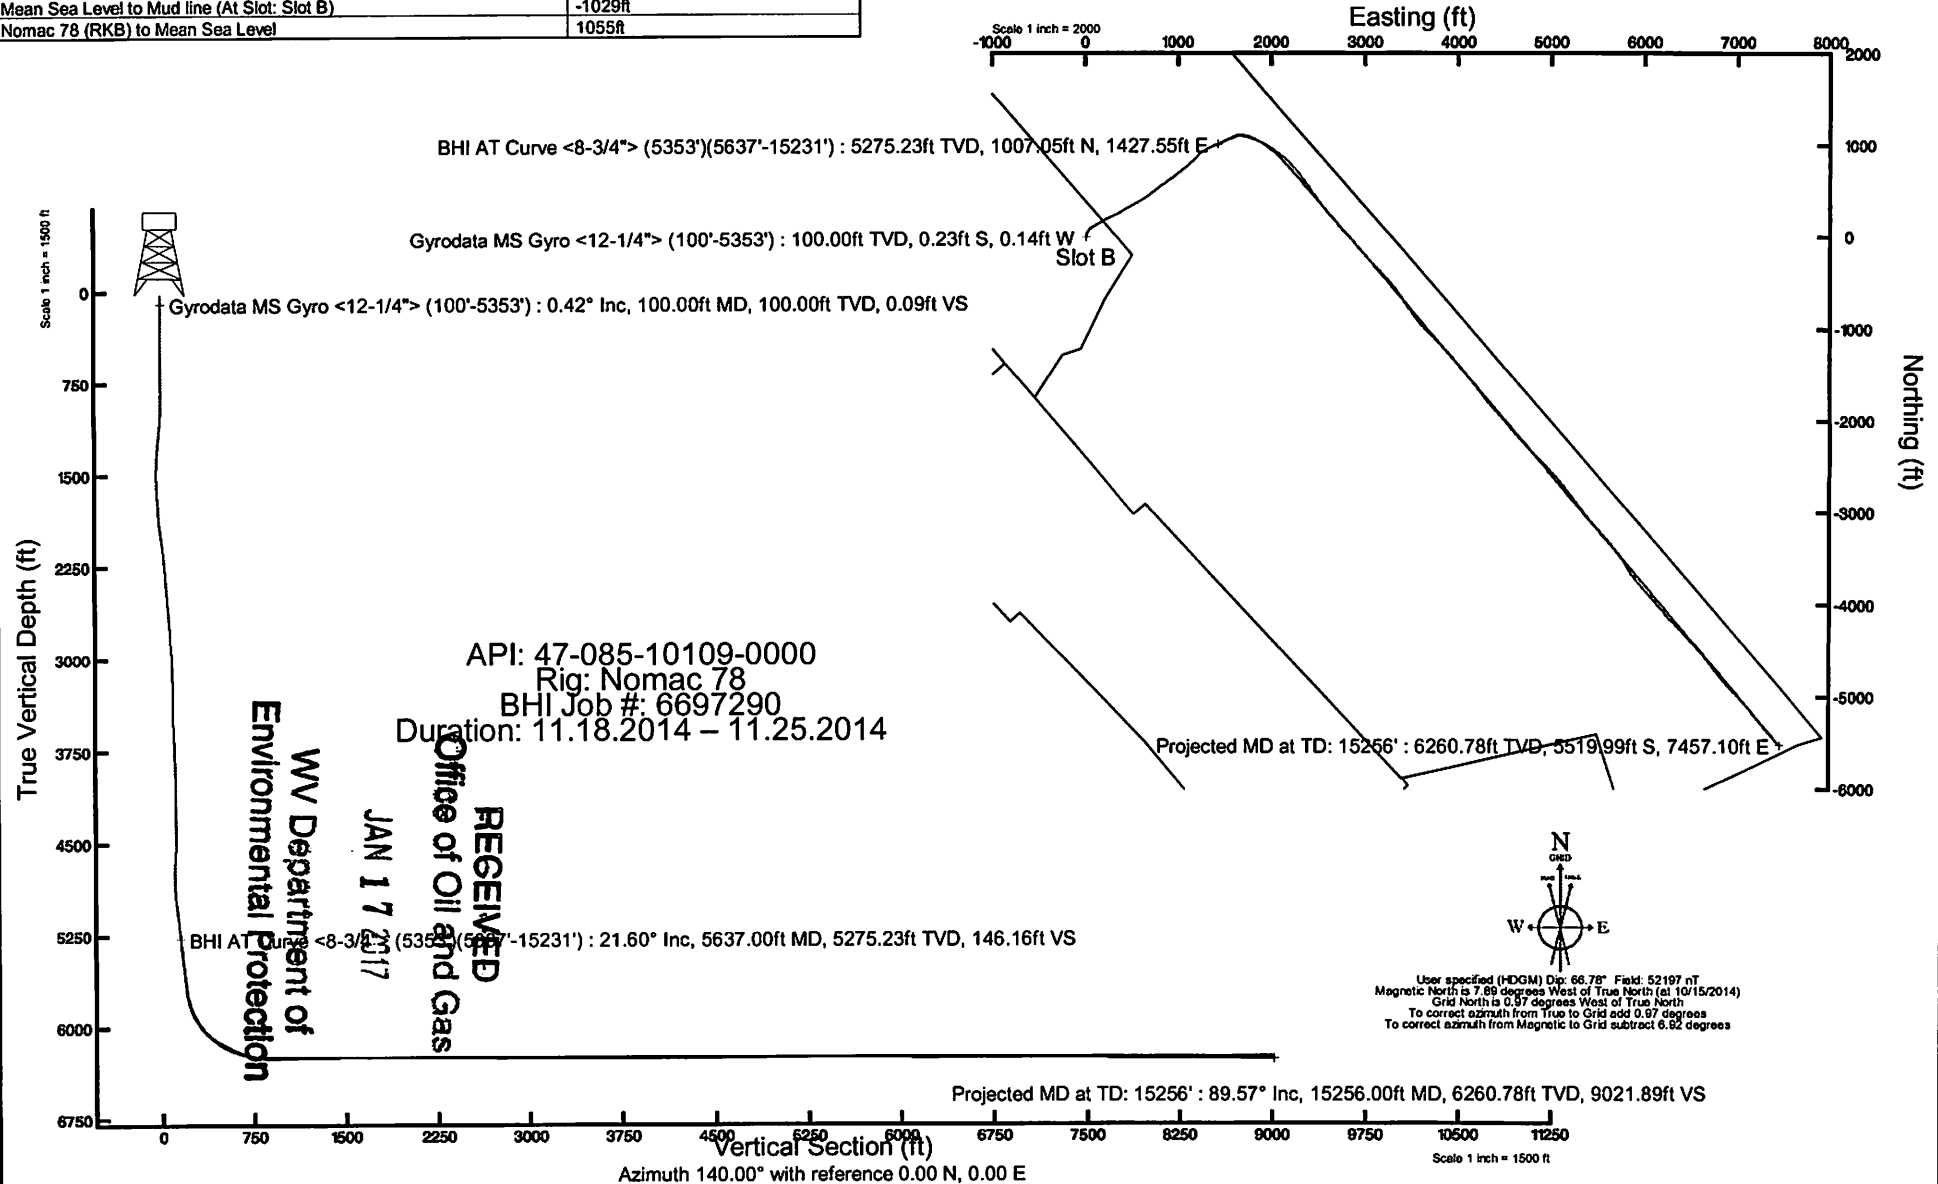 Mean Sea Level to Mud line (At Slot: Slot B) -1029ft
Nomac 78 (RKB) to Mean Sea Level 1055ft
Easting (ft)
Scale 1 inch = 2000
-1000 0 1000 2000 3000 4000 5000 6000 7000 8000
2000
1000
0
-1000
-2000
-3000
-4000
-5000
-6000
Northing (ft)
BHI AT Curve <8-3/4"> (5353')(5637'-15231') : 5275.23ft TVD, 1007.05ft N, 1427.55ft E
Gyrodata MS Gyro <12-1/4"> (100'-5353') : 100.00ft TVD, 0.23ft S, 0.14ft W
Slot B
Projected MD at TD: 15256' : 6260.78ft TVD, 5519.99ft S, 7457.10ft E
Scale 1 inch = 1500 ft
True Vertical Depth (ft)
0
750
1500
2250
3000
3750
4500
5250
6000
6750
Gyrodata MS Gyro <12-1/4"> (100'-5353') : 0.42° Inc, 100.00ft MD, 100.00ft TVD, 0.09ft VS
API: 47-085-10109-0000
Rig: Nomac 78
BHI Job #: 6697290
Duration: 11.18.2014 – 11.25.2014
RECEIVED
Office of Oil and Gas
JAN 17 2017
WV Department of
Environmental Protection
BHI AT Curve <8-3/4"> (5353')(5637'-15231') : 21.60° Inc, 5637.00ft MD, 5275.23ft TVD, 146.16ft VS
Projected MD at TD: 15256' : 89.57° Inc, 15256.00ft MD, 6260.78ft TVD, 9021.89ft VS
0 750 1500 2250 3000 3750 4500 5250 6000 6750 7500 8250 9000 9750 10500 11250
Vertical Section (ft)
Azimuth 140.00° with reference 0.00 N, 0.00 E
Scale 1 inch = 1500 ft
N
GRID
W E
User specified (HDGM) Dip: 66.78° Field: 52197 nT
Magnetic North is 7.89 degrees West of True North (at 10/15/2014)
Grid North is 0.97 degrees West of True North
To correct azimuth from True to Grid add 0.97 degrees
To correct azimuth from Magnetic to Grid subtract 6.92 degrees